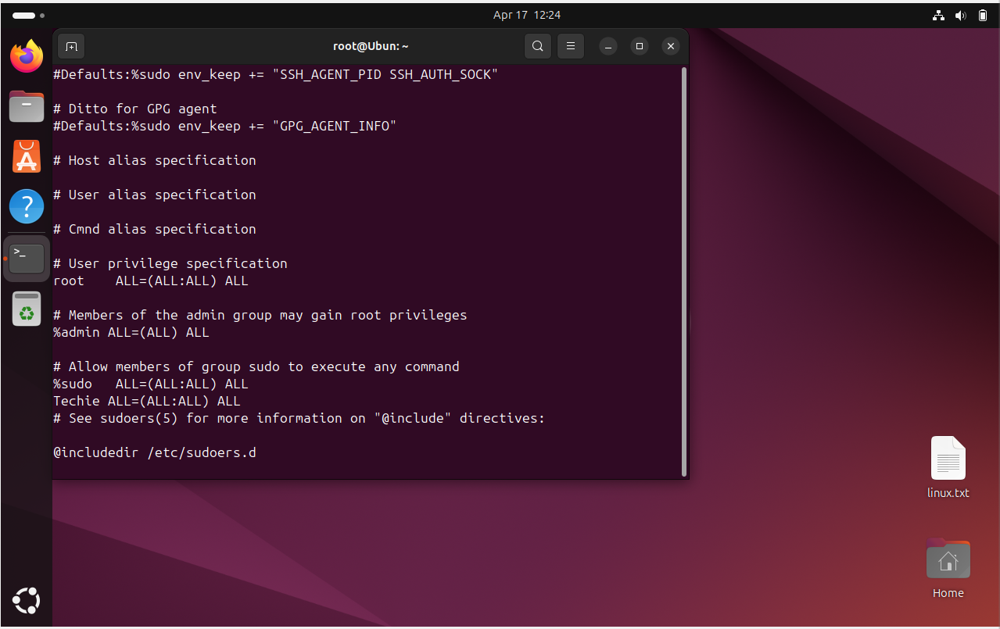 Apr 17 12:24
root@Ubun: ~
#Defaults:%sudo env_keep += "SSH_AGENT_PID SSH_AUTH_SOCK"
# Ditto for GPG agent
#Defaults:%sudo env_keep += "GPG_AGENT_INFO"
# Host alias specification
# User alias specification
# Cmnd alias specification
# User privilege specification
root    ALL=(ALL:ALL) ALL
# Members of the admin group may gain root privileges
%admin ALL=(ALL) ALL
# Allow members of group sudo to execute any command
%sudo   ALL=(ALL:ALL) ALL
Techie ALL=(ALL:ALL) ALL
# See sudoers(5) for more information on "@include" directives:
@includedir /etc/sudoers.d
linux.txt
Home